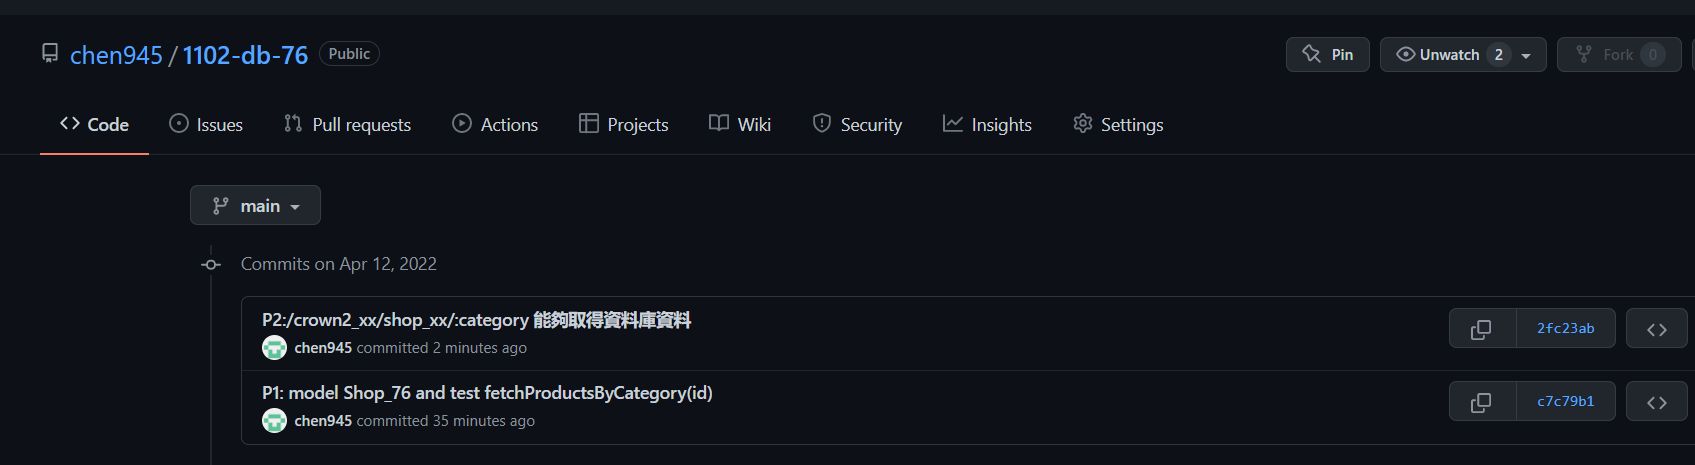 chen945 / 1102-db-76 Public
Pin Unwatch 2 Fork 0
Code Issues Pull requests Actions Projects Wiki Security Insights Settings
main
Commits on Apr 12, 2022
P2:/crown2_xx/shop_xx/:category 能夠取得資料庫資料
2fc23ab
chen945 committed 2 minutes ago
P1: model Shop_76 and test fetchProductsByCategory(id)
c7c79b1
chen945 committed 35 minutes ago